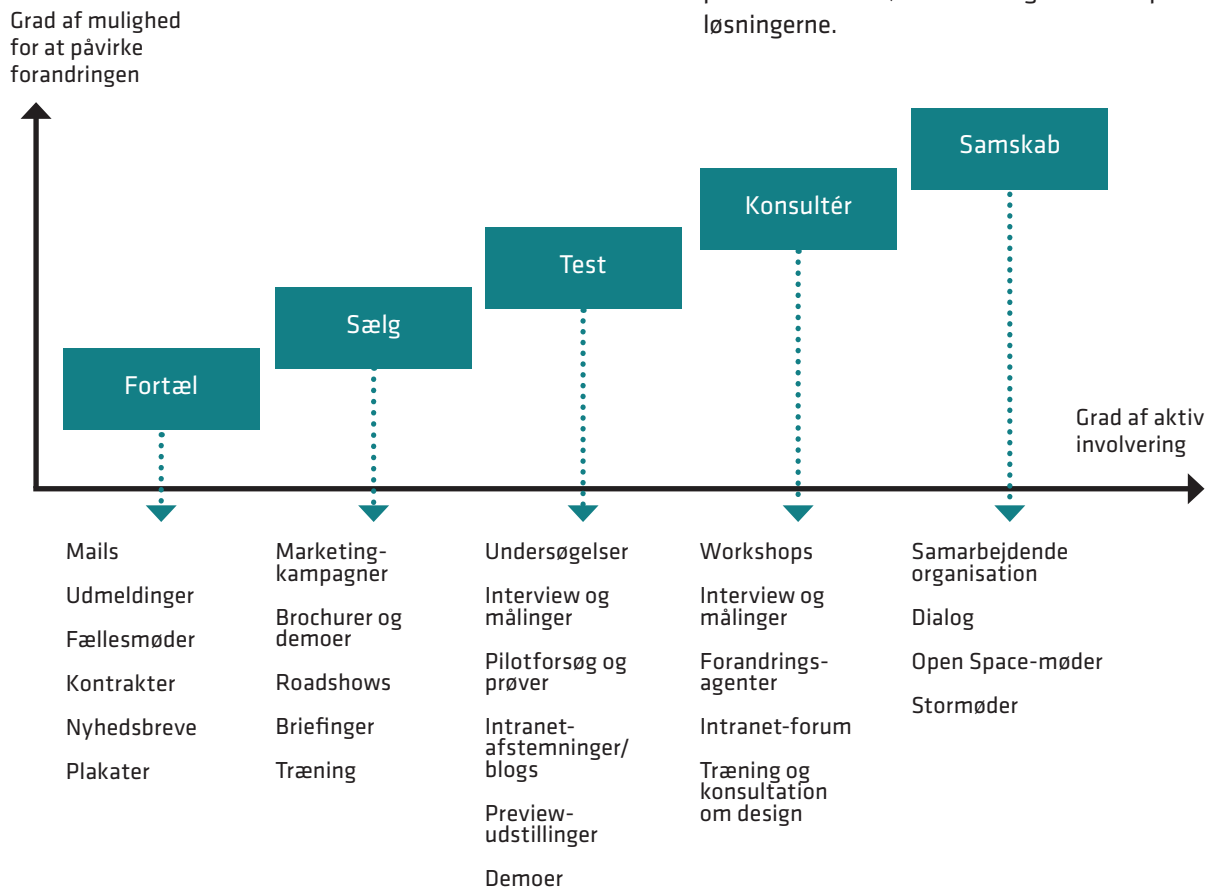 løsningerne.
Grad af mulighed
for at påvirke
forandringen
Samskab
Konsultér
Test
Sælg
Fortæl
Grad af aktiv
involvering
Mails
Udmeldinger
Fællesmøder
Kontrakter
Nyhedsbreve
Plakater
Marketing-
kampagner
Brochurer og
demoer
Roadshows
Briefinger
Træning
Undersøgelser
Interview og
målinger
Pilotforsøg og
prøver
Intranet-
afstemninger/
blogs
Preview-
udstillinger
Demoer
Workshops
Interview og
målinger
Forandrings-
agenter
Intranet-forum
Træning og
konsultation
om design
Samarbejdende
organisation
Dialog
Open Space-møder
Stormøder